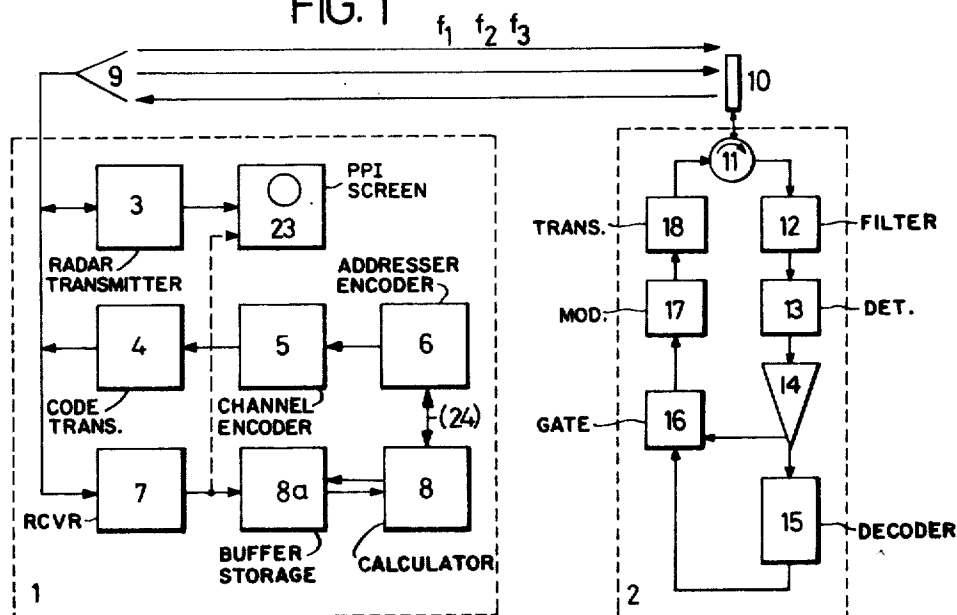 FIG. 1
f1 f2 f3
9
10
11
3
PPI
SCREEN
23
RADAR
TRANSMITTER
ADDRESSER
ENCODER
TRANS.
18
12
FILTER
4
5
6
MOD.
17
13
DET.
CODE
TRANS.
CHANNEL
ENCODER
(24)
14
GATE
16
7
8a
8
RCVR
BUFFER
STORAGE
CALCULATOR
15
DECODER
1
2